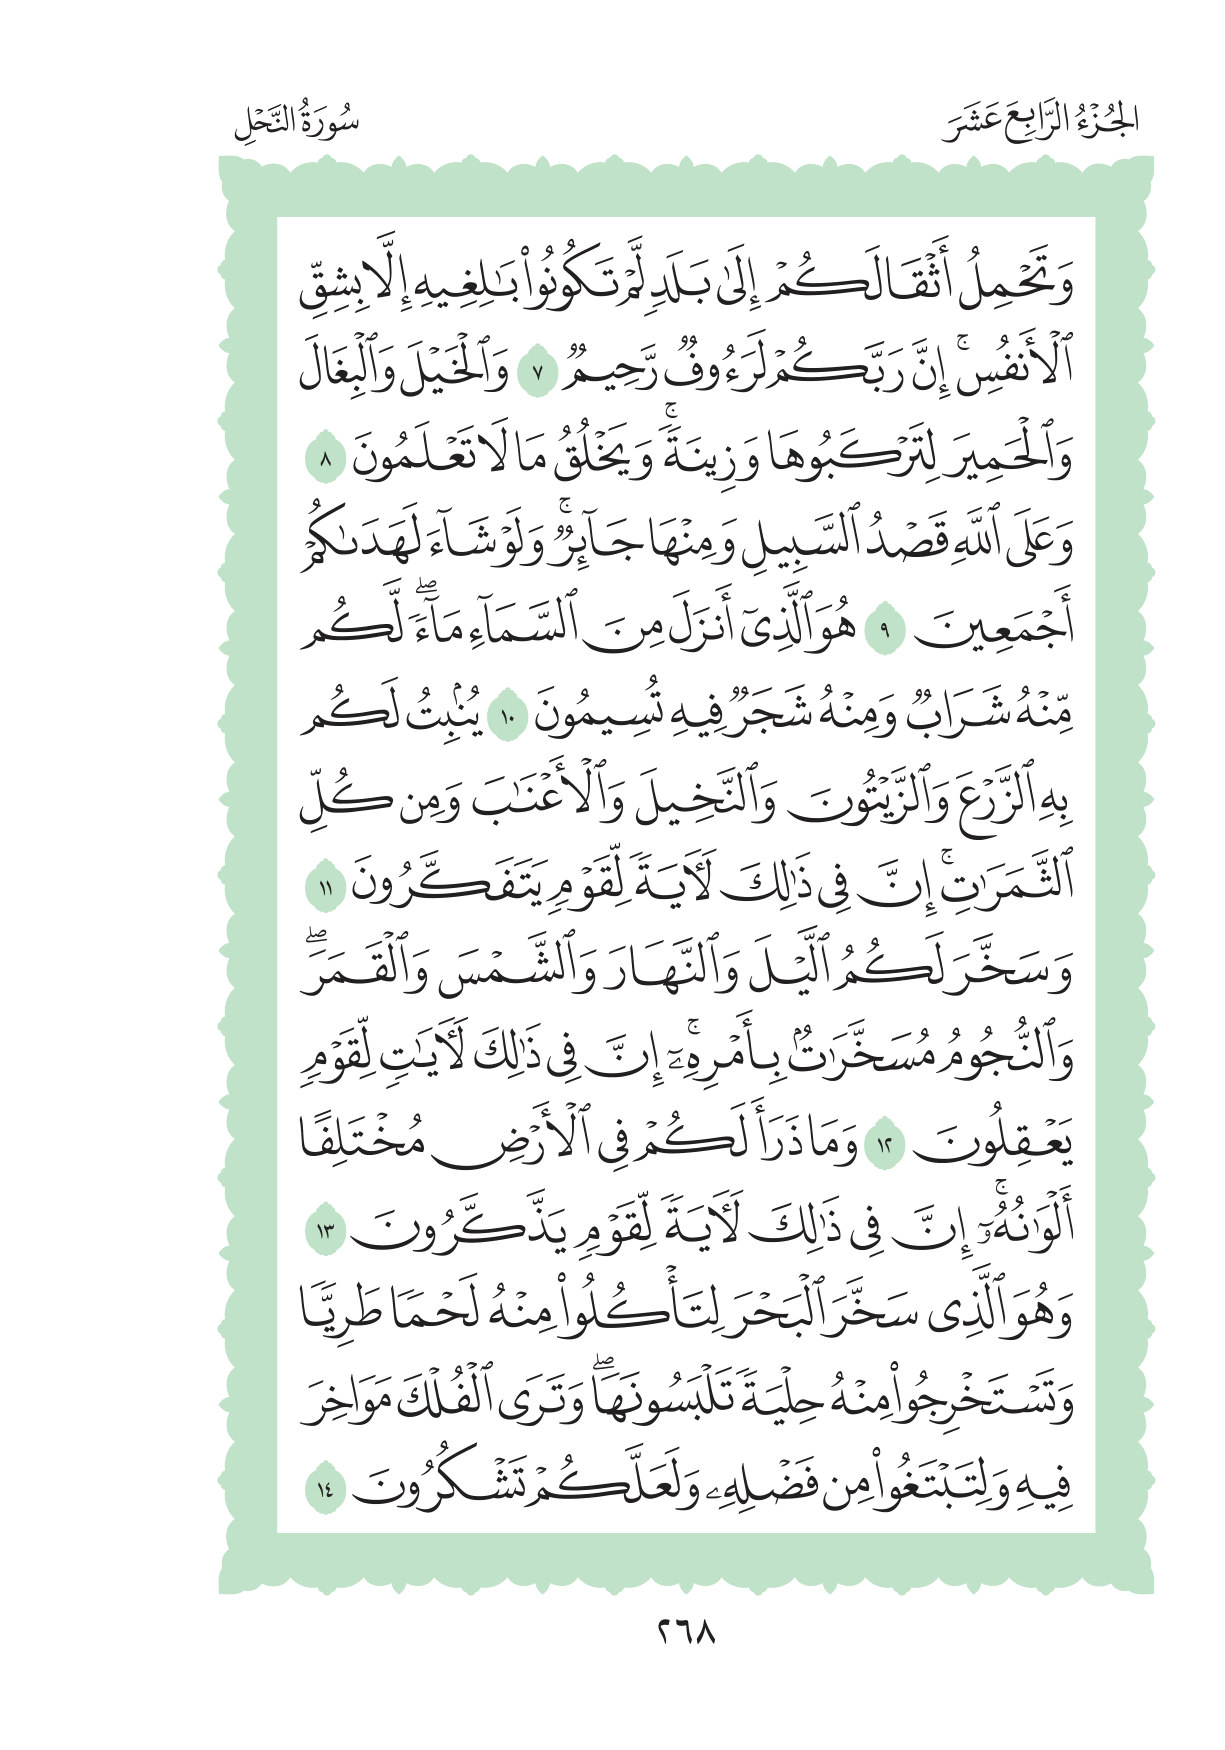 الجُزْءُ الرَّابِعَ عَشَرَ
سُورَةُ النَّحْلِ
وَتَحْمِلُ أَثْقَالَكُمْ إِلَىٰ بَلَدٍ لَّمْ تَكُونُوا۟ بَـٰلِغِيهِ إِلَّا بِشِقِّ
ٱلْأَنفُسِ ۚ إِنَّ رَبَّكُمْ لَرَءُوفٌ رَّحِيمٌ ٧ وَٱلْخَيْلَ وَٱلْبِغَالَ
وَٱلْحَمِيرَ لِتَرْكَبُوهَا وَزِينَةً ۚ وَيَخْلُقُ مَا لَا تَعْلَمُونَ ٨
وَعَلَى ٱللَّهِ قَصْدُ ٱلسَّبِيلِ وَمِنْهَا جَآئِرٌ ۚ وَلَوْ شَآءَ لَهَدَىٰكُمْ
أَجْمَعِينَ ٩ هُوَ ٱلَّذِىٓ أَنزَلَ مِنَ ٱلسَّمَآءِ مَآءً ۖ لَّكُم
مِّنْهُ شَرَابٌ وَمِنْهُ شَجَرٌ فِيهِ تُسِيمُونَ ١٠ يُنۢبِتُ لَكُم
بِهِ ٱلزَّرْعَ وَٱلزَّيْتُونَ وَٱلنَّخِيلَ وَٱلْأَعْنَـٰبَ وَمِن كُلِّ
ٱلثَّمَرَٰتِ ۚ إِنَّ فِى ذَٰلِكَ لَـَٔايَةً لِّقَوْمٍ يَتَفَكَّرُونَ ١١
وَسَخَّرَ لَكُمُ ٱلَّيْلَ وَٱلنَّهَارَ وَٱلشَّمْسَ وَٱلْقَمَرَ ۖ
وَٱلنُّجُومُ مُسَخَّرَٰتٌۢ بِأَمْرِهِۦٓ ۚ إِنَّ فِى ذَٰلِكَ لَـَٔايَـٰتٍ لِّقَوْمٍ
يَعْقِلُونَ ١٢ وَمَا ذَرَأَ لَكُمْ فِى ٱلْأَرْضِ مُخْتَلِفًا
أَلْوَٰنُهُۥٓ ۚ إِنَّ فِى ذَٰلِكَ لَـَٔايَةً لِّقَوْمٍ يَذَّكَّرُونَ ١٣
وَهُوَ ٱلَّذِى سَخَّرَ ٱلْبَحْرَ لِتَأْكُلُوا۟ مِنْهُ لَحْمًا طَرِيًّا
وَتَسْتَخْرِجُوا۟ مِنْهُ حِلْيَةً تَلْبَسُونَهَا ۖ وَتَرَى ٱلْفُلْكَ مَوَاخِرَ
فِيهِ وَلِتَبْتَغُوا۟ مِن فَضْلِهِۦ وَلَعَلَّكُمْ تَشْكُرُونَ ١٤
٢٦٨